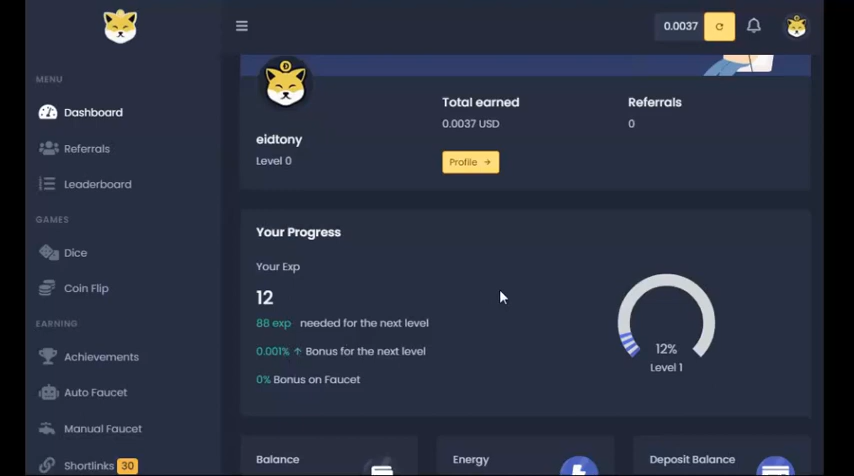 0.0037
MENU
Dashboard
Referrals
Leaderboard
GAMES
Dice
Coin Flip
EARNING
Achievements
Auto Faucet
Manual Faucet
Shortlinks 30
eidtony
Level 0
Total earned
0.0037 USD
Profile →
Referrals
0
Your Progress
Your Exp
12
88 exp needed for the next level
0.001% ↑ Bonus for the next level
0% Bonus on Faucet
12%
Level 1
Balance
Energy
Deposit Balance